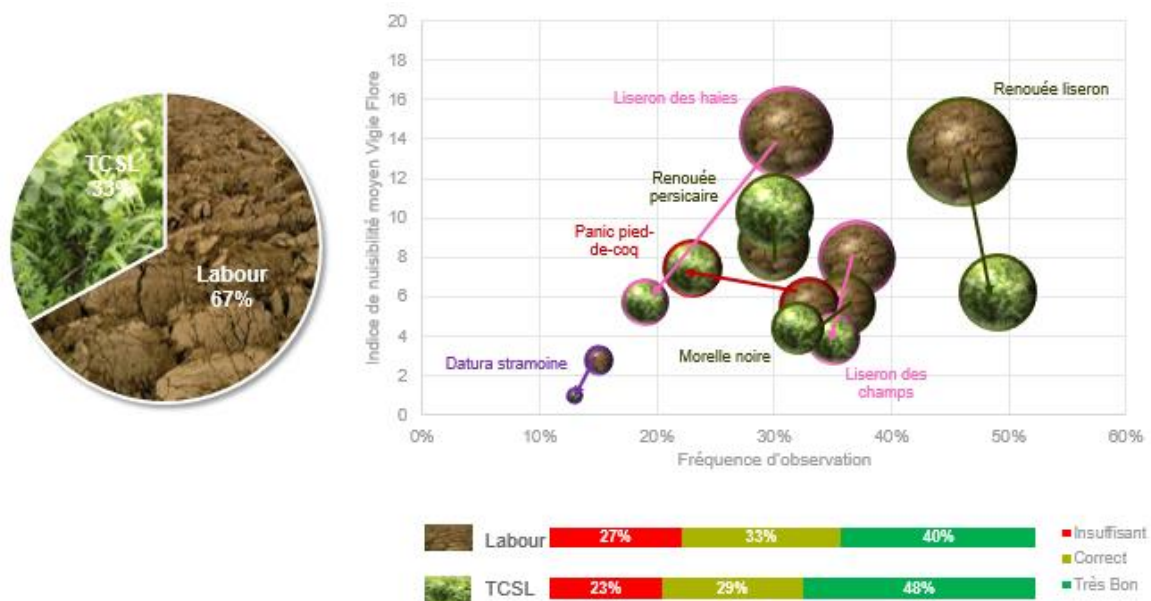 TCSL
33%
Labour
67%
Indice de nuisibilité moyen Vigie Flore
20
18
16
14
12
10
8
6
4
2
0
Liseron des haies
Renouée liseron
Renouée
persicaire
Panic pied-
de-coq
Datura stramoine
Morelle noire
Liseron des
champs
0%
10%
20%
30%
40%
50%
60%
Fréquence d'observation
Labour
27%
33%
40%
TCSL
23%
29%
48%
Insuffisant
Correct
Très Bon